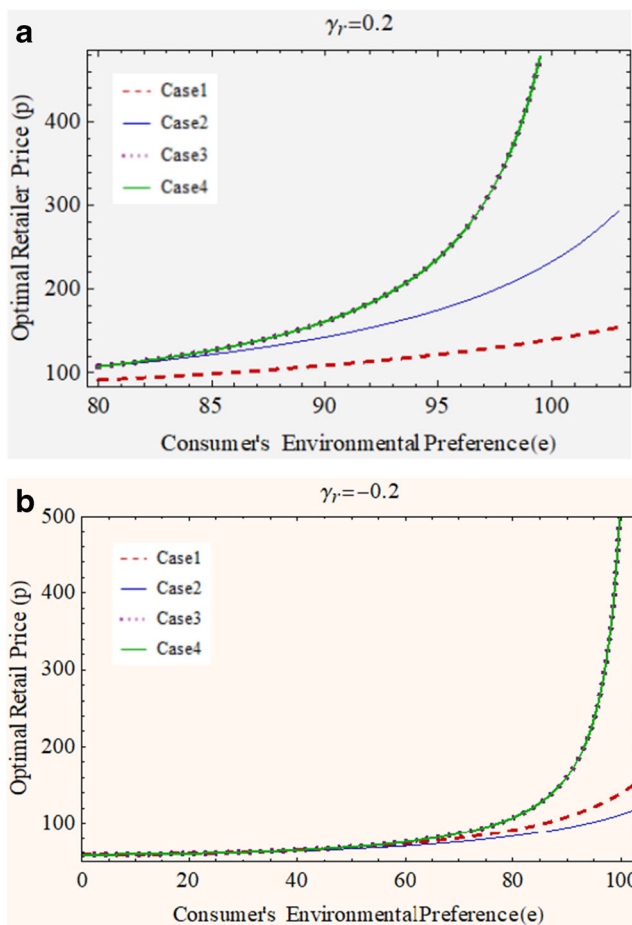 a
γr=0.2
Optimal Retailer Price (p)
400
300
200
100
Case1
Case2
Case3
Case4
80 85 90 95 100
Consumer's Environmental Preference(e)
b
γr=−0.2
Optimal Retail Price (p)
500
400
300
200
100
Case1
Case2
Case3
Case4
0 20 40 60 80 100
Consumer's Environmental Preference(e)